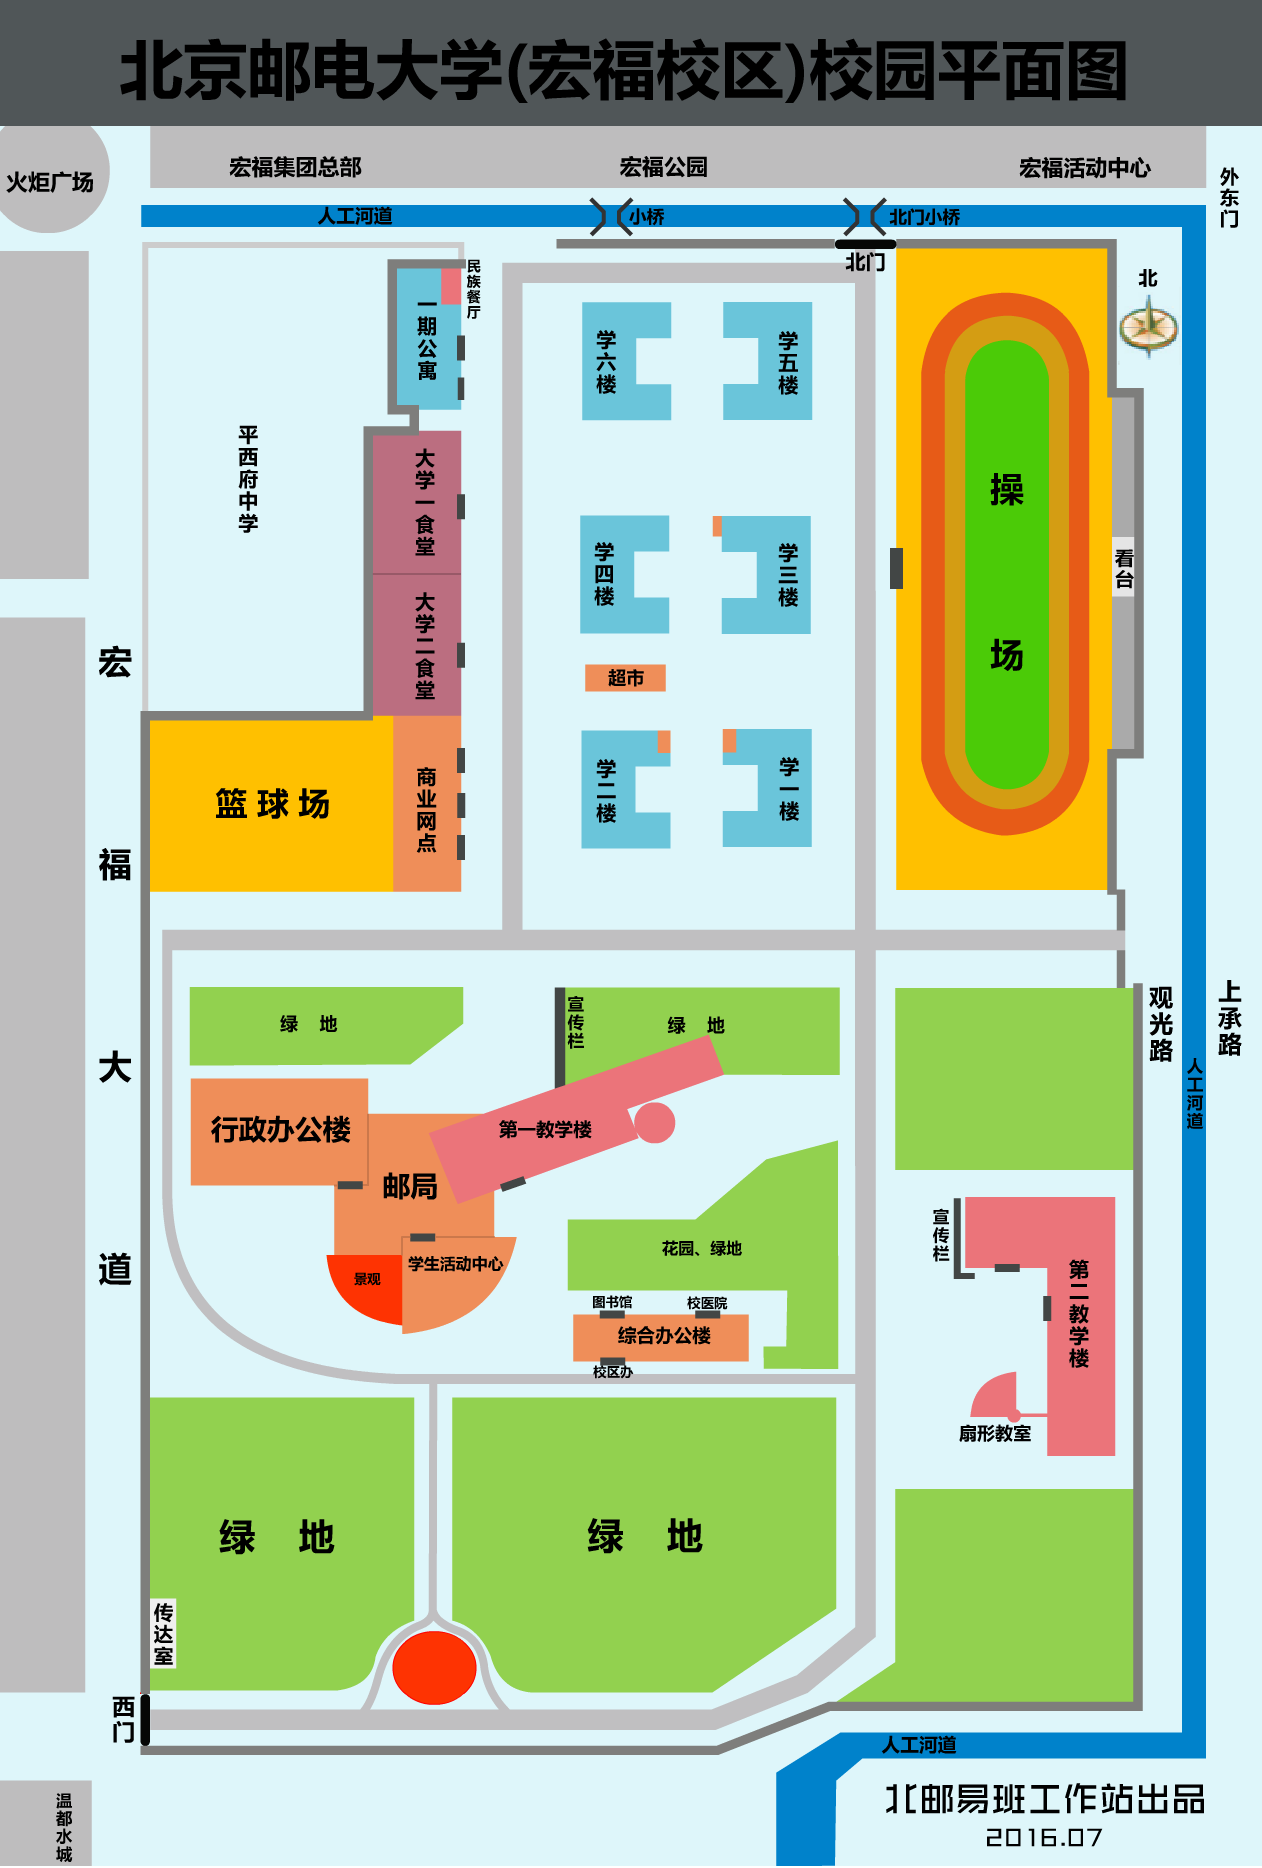 北京邮电大学(宏福校区)校园平面图
火炬广场
宏福集团总部
宏福公园
宏福活动中心
外东门
人工河道
小桥
北门小桥
北门
北
民族餐厅
一期公寓
学六楼
学五楼
平西府中学
大学一食堂
操场
学四楼
学三楼
看台
大学二食堂
超市
宏福大道
篮球场
商业网点
学二楼
学一楼
绿 地
宣传栏
绿 地
观光路
上承路
人工河道
行政办公楼
第一教学楼
邮局
宣传栏
花园、绿地
学生活动中心
景观
第二教学楼
图书馆
校医院
综合办公楼
校区办
扇形教室
绿 地
绿 地
传达室
西门
人工河道
温都水城
北邮易班工作站出品
2016.07